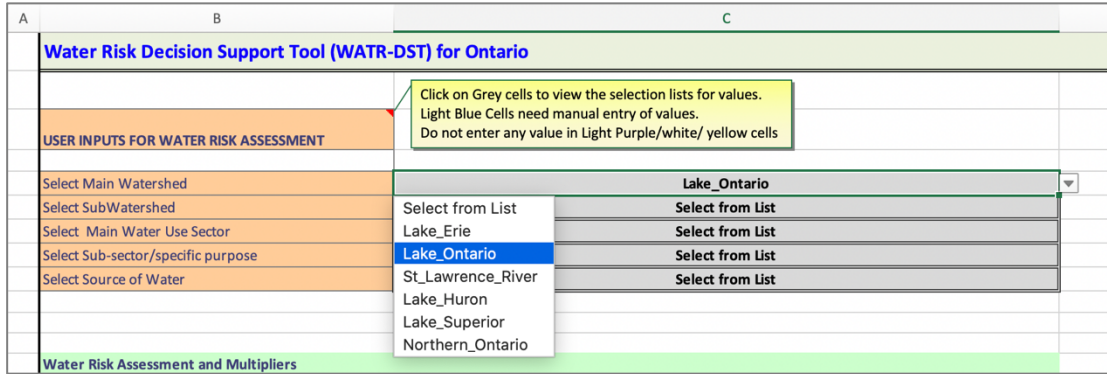 A B C
Water Risk Decision Support Tool (WATR-DST) for Ontario
Click on Grey cells to view the selection lists for values.
Light Blue Cells need manual entry of values.
Do not enter any value in Light Purple/white/ yellow cells
USER INPUTS FOR WATER RISK ASSESSMENT
Select Main Watershed Lake_Ontario
Select SubWatershed Select from List
Select Main Water Use Sector Select from List
Select Sub-sector/specific purpose Select from List
Select Source of Water Select from List
Select from List
Lake_Erie
Lake_Ontario
St_Lawrence_River
Lake_Huron
Lake_Superior
Northern_Ontario
Water Risk Assessment and Multipliers